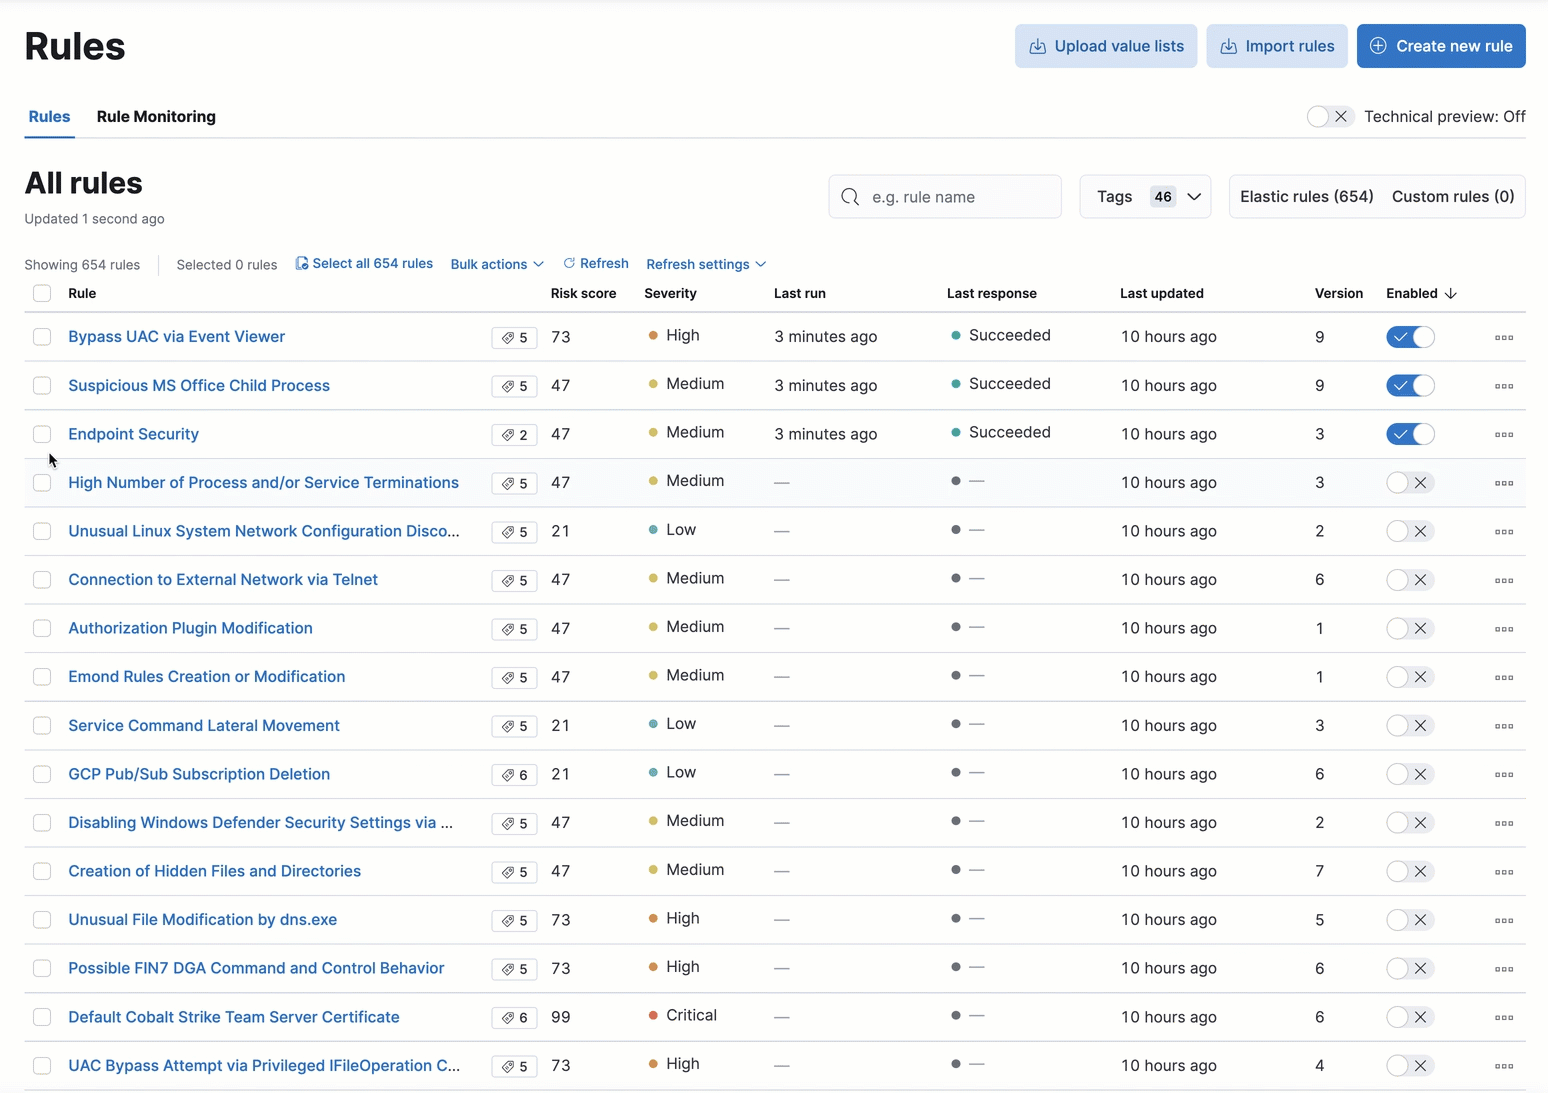 Rules
Upload value lists
Import rules
Create new rule
Rules Rule Monitoring
Technical preview: Off
All rules
Updated 1 second ago
e.g. rule name
Tags 46
Elastic rules (654) Custom rules (0)
Showing 654 rules Selected 0 rules Select all 654 rules Bulk actions Refresh Refresh settings
Rule Risk score Severity Last run Last response Last updated Version Enabled
Bypass UAC via Event Viewer 5 73 High 3 minutes ago Succeeded 10 hours ago 9
Suspicious MS Office Child Process 5 47 Medium 3 minutes ago Succeeded 10 hours ago 9
Endpoint Security 2 47 Medium 3 minutes ago Succeeded 10 hours ago 3
High Number of Process and/or Service Terminations 5 47 Medium — — 10 hours ago 3
Unusual Linux System Network Configuration Disco... 5 21 Low — — 10 hours ago 2
Connection to External Network via Telnet 5 47 Medium — — 10 hours ago 6
Authorization Plugin Modification 5 47 Medium — — 10 hours ago 1
Emond Rules Creation or Modification 5 47 Medium — — 10 hours ago 1
Service Command Lateral Movement 5 21 Low — — 10 hours ago 3
GCP Pub/Sub Subscription Deletion 6 21 Low — — 10 hours ago 6
Disabling Windows Defender Security Settings via ... 5 47 Medium — — 10 hours ago 2
Creation of Hidden Files and Directories 5 47 Medium — — 10 hours ago 7
Unusual File Modification by dns.exe 5 73 High — — 10 hours ago 5
Possible FIN7 DGA Command and Control Behavior 5 73 High — — 10 hours ago 6
Default Cobalt Strike Team Server Certificate 6 99 Critical — — 10 hours ago 6
UAC Bypass Attempt via Privileged IFileOperation C... 5 73 High — — 10 hours ago 4